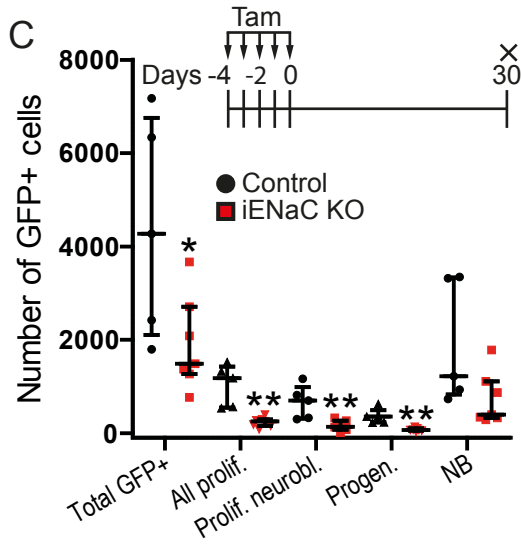 C
Tam
Days -4 -2 0 30
Number of GFP+ cells
8000
6000
4000
2000
0
Control
iENaC KO
*
**
**
**
Total GFP+
All prolif.
Prolif. neurobl.
Progen.
NB